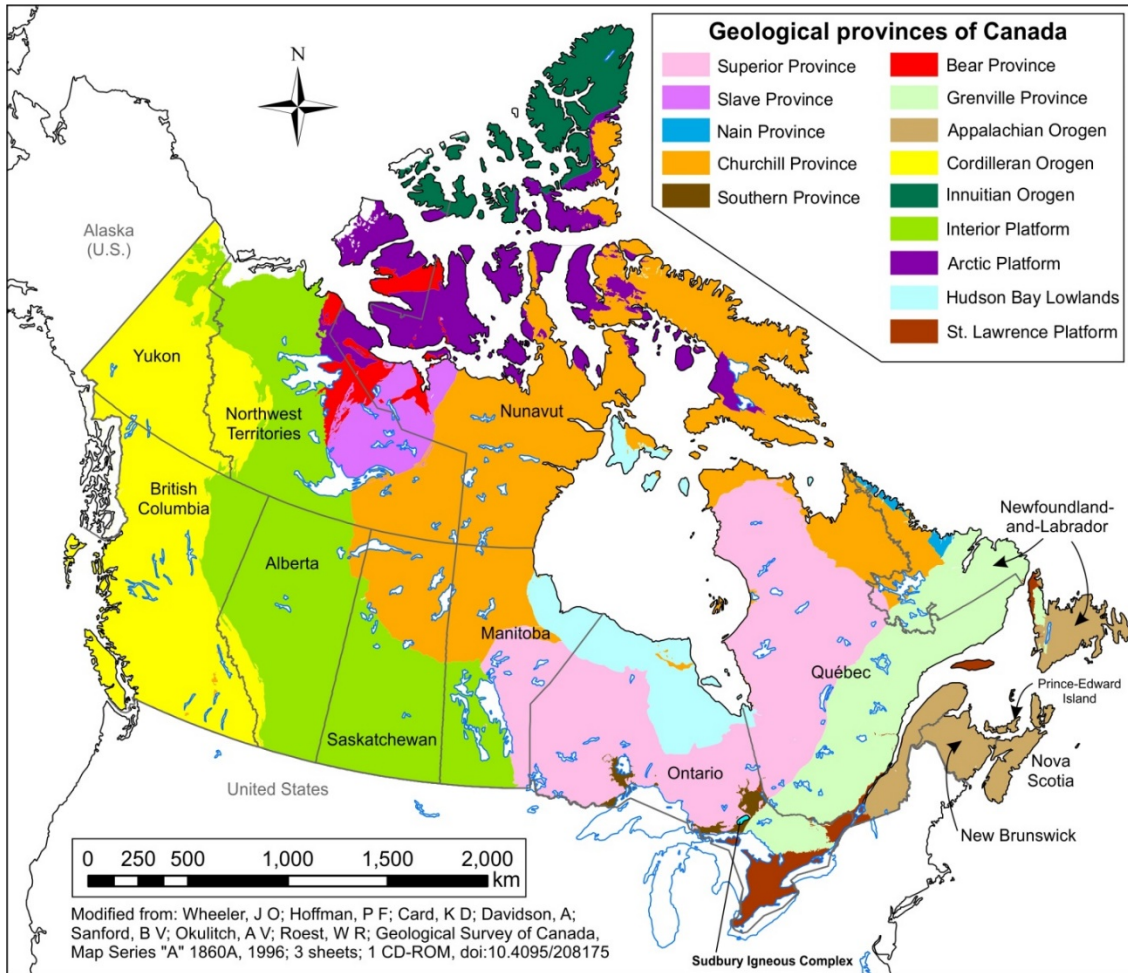 Geological provinces of Canada
Superior Province
Slave Province
Nain Province
Churchill Province
Southern Province
Bear Province
Grenville Province
Appalachian Orogen
Cordilleran Orogen
Innuitian Orogen
Interior Platform
Arctic Platform
Hudson Bay Lowlands
St. Lawrence Platform
N
Alaska
(U.S.)
Yukon
Northwest
Territories
Nunavut
British
Columbia
Alberta
Saskatchewan
Manitoba
Ontario
Québec
Newfoundland-
and-Labrador
Prince-Edward
Island
Nova
Scotia
New Brunswick
United States
Sudbury Igneous Complex
0 250 500 1,000 1,500 2,000
km
Modified from: Wheeler, J O; Hoffman, P F; Card, K D; Davidson, A;
Sanford, B V; Okulitch, A V; Roest, W R; Geological Survey of Canada,
Map Series "A" 1860A, 1996; 3 sheets; 1 CD-ROM, doi:10.4095/208175